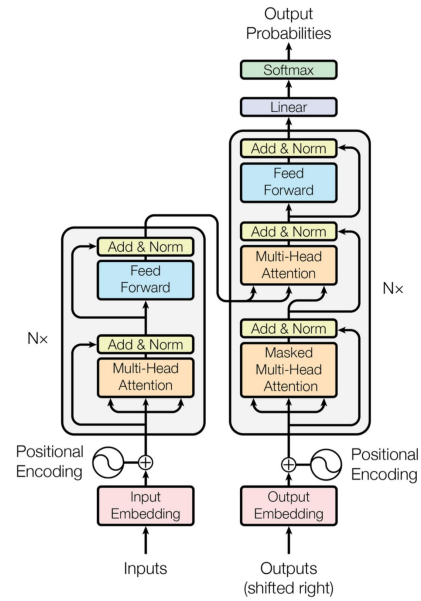 Output
Probabilities
Softmax
Linear
Add & Norm
Feed
Forward
Add & Norm
Multi-Head
Attention
Add & Norm
Masked
Multi-Head
Attention
N×
Add & Norm
Feed
Forward
Add & Norm
Multi-Head
Attention
N×
Positional
Encoding
Positional
Encoding
Input
Embedding
Output
Embedding
Inputs
Outputs
(shifted right)